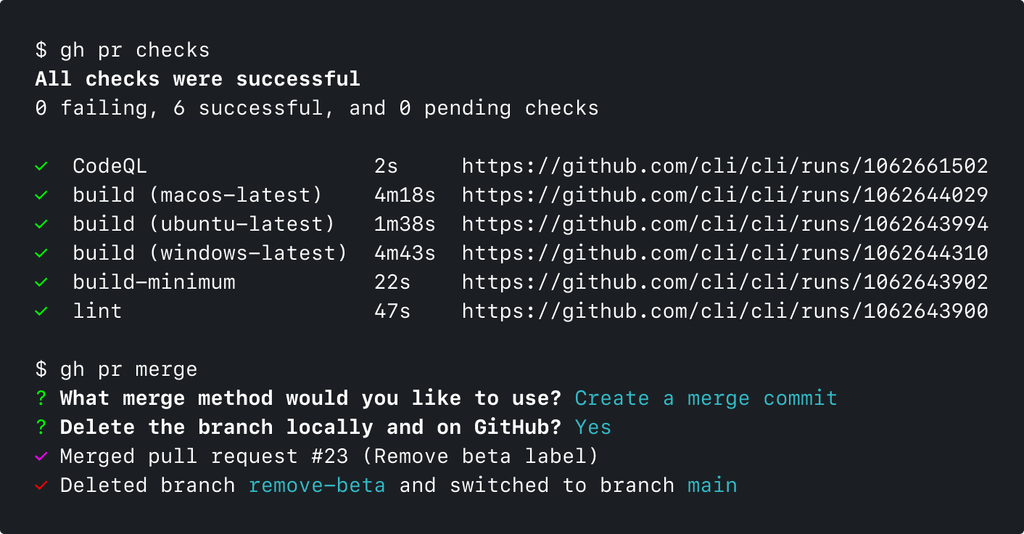 $ gh pr checks
All checks were successful
0 failing, 6 successful, and 0 pending checks
✓ CodeQL 2s https://github.com/cli/cli/runs/1062661502
✓ build (macos-latest) 4m18s https://github.com/cli/cli/runs/1062644029
✓ build (ubuntu-latest) 1m38s https://github.com/cli/cli/runs/1062643994
✓ build (windows-latest) 4m43s https://github.com/cli/cli/runs/1062644310
✓ build-minimum 22s https://github.com/cli/cli/runs/1062643902
✓ lint 47s https://github.com/cli/cli/runs/1062643900
$ gh pr merge
? What merge method would you like to use? Create a merge commit
? Delete the branch locally and on GitHub? Yes
✓ Merged pull request #23 (Remove beta label)
✓ Deleted branch remove-beta and switched to branch main